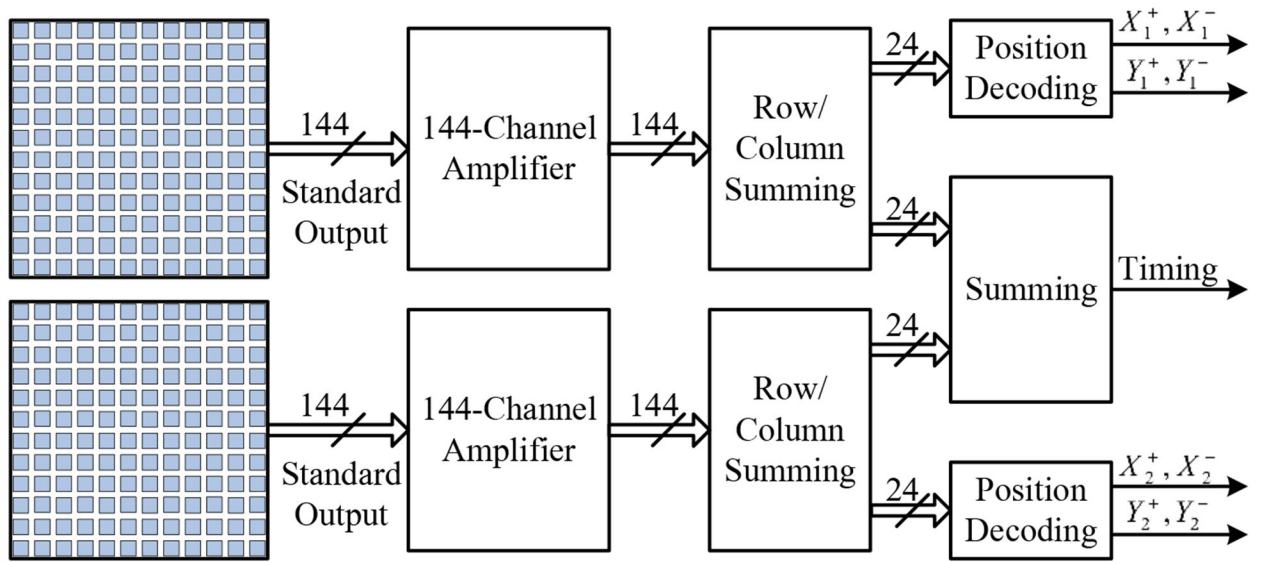 144
Standard
Output
144-Channel
Amplifier
144
Row/
Column
Summing
24
Position
Decoding
X₁⁺, X₁⁻
Y₁⁺, Y₁⁻
24
Summing
Timing
24
144
Standard
Output
144-Channel
Amplifier
144
Row/
Column
Summing
24
Position
Decoding
X₂⁺, X₂⁻
Y₂⁺, Y₂⁻